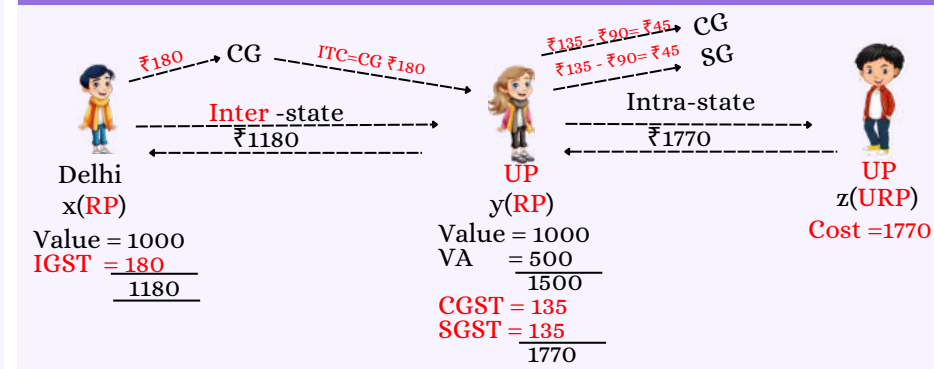 ₹180
CG
ITC=CG ₹180
₹135 - ₹90= ₹45
CG
₹135 - ₹90= ₹45
SG
Inter -state
₹1180
Intra-state
₹1770
Delhi
x(RP)
Value = 1000
IGST = 180
1180
UP
y(RP)
Value = 1000
VA = 500
1500
CGST = 135
SGST = 135
1770
UP
z(URP)
Cost =1770